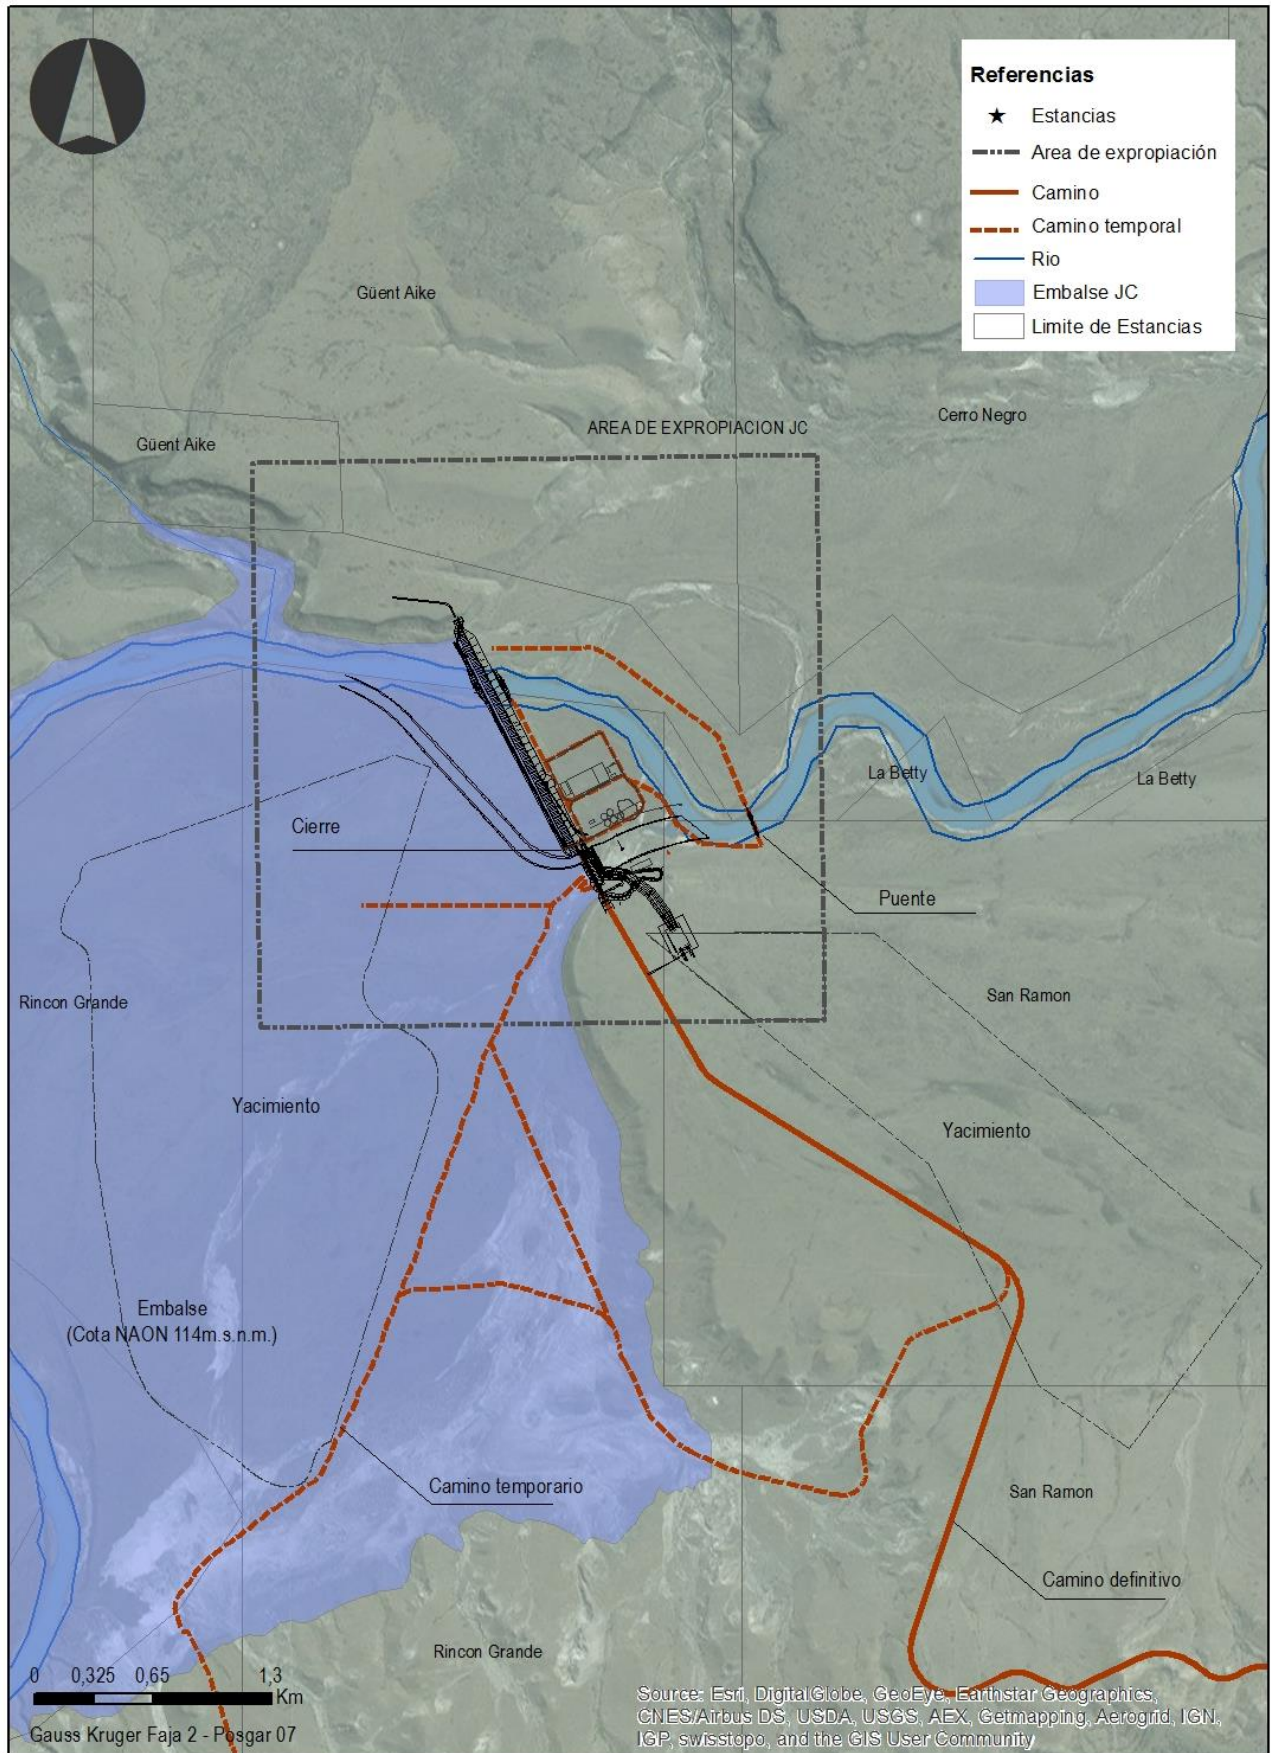 Referencias
Estancias
Area de expropiación
Camino
Camino temporal
Rio
Embalse JC
Limite de Estancias
Güent Aike
Cerro Negro
AREA DE EXPROPIACION JC
Güent Aike
La Betty
La Betty
Cierre
Puente
San Ramon
Rincon Grande
Yacimiento
Yacimiento
Embalse
(Cota NAON 114m.s.n.m.)
Camino temporario
San Ramon
Camino definitivo
Rincon Grande
0 0,325 0,65 1,3
Km
Gauss Kruger Faja 2 - Posgar 07
Source: Esri, DigitalGlobe, GeoEye, Earthstar Geographics,
CNES/Airbus DS, USDA, USGS, AEX, Getmapping, Aerogrid, IGN,
IGP, swisstopo, and the GIS User Community